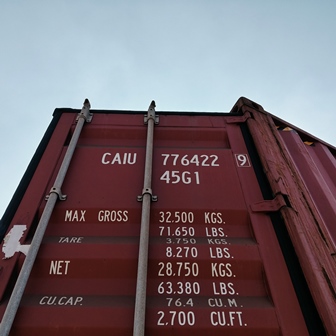 CAIU 776422 9
45G1
MAX GROSS 32.500 KGS.
71.650 LBS.
TARE 3.750 KGS.
8.270 LBS.
NET 28.750 KGS.
63.380 LBS.
CU.CAP. 76.4 CU.M.
2.700 CU.FT.